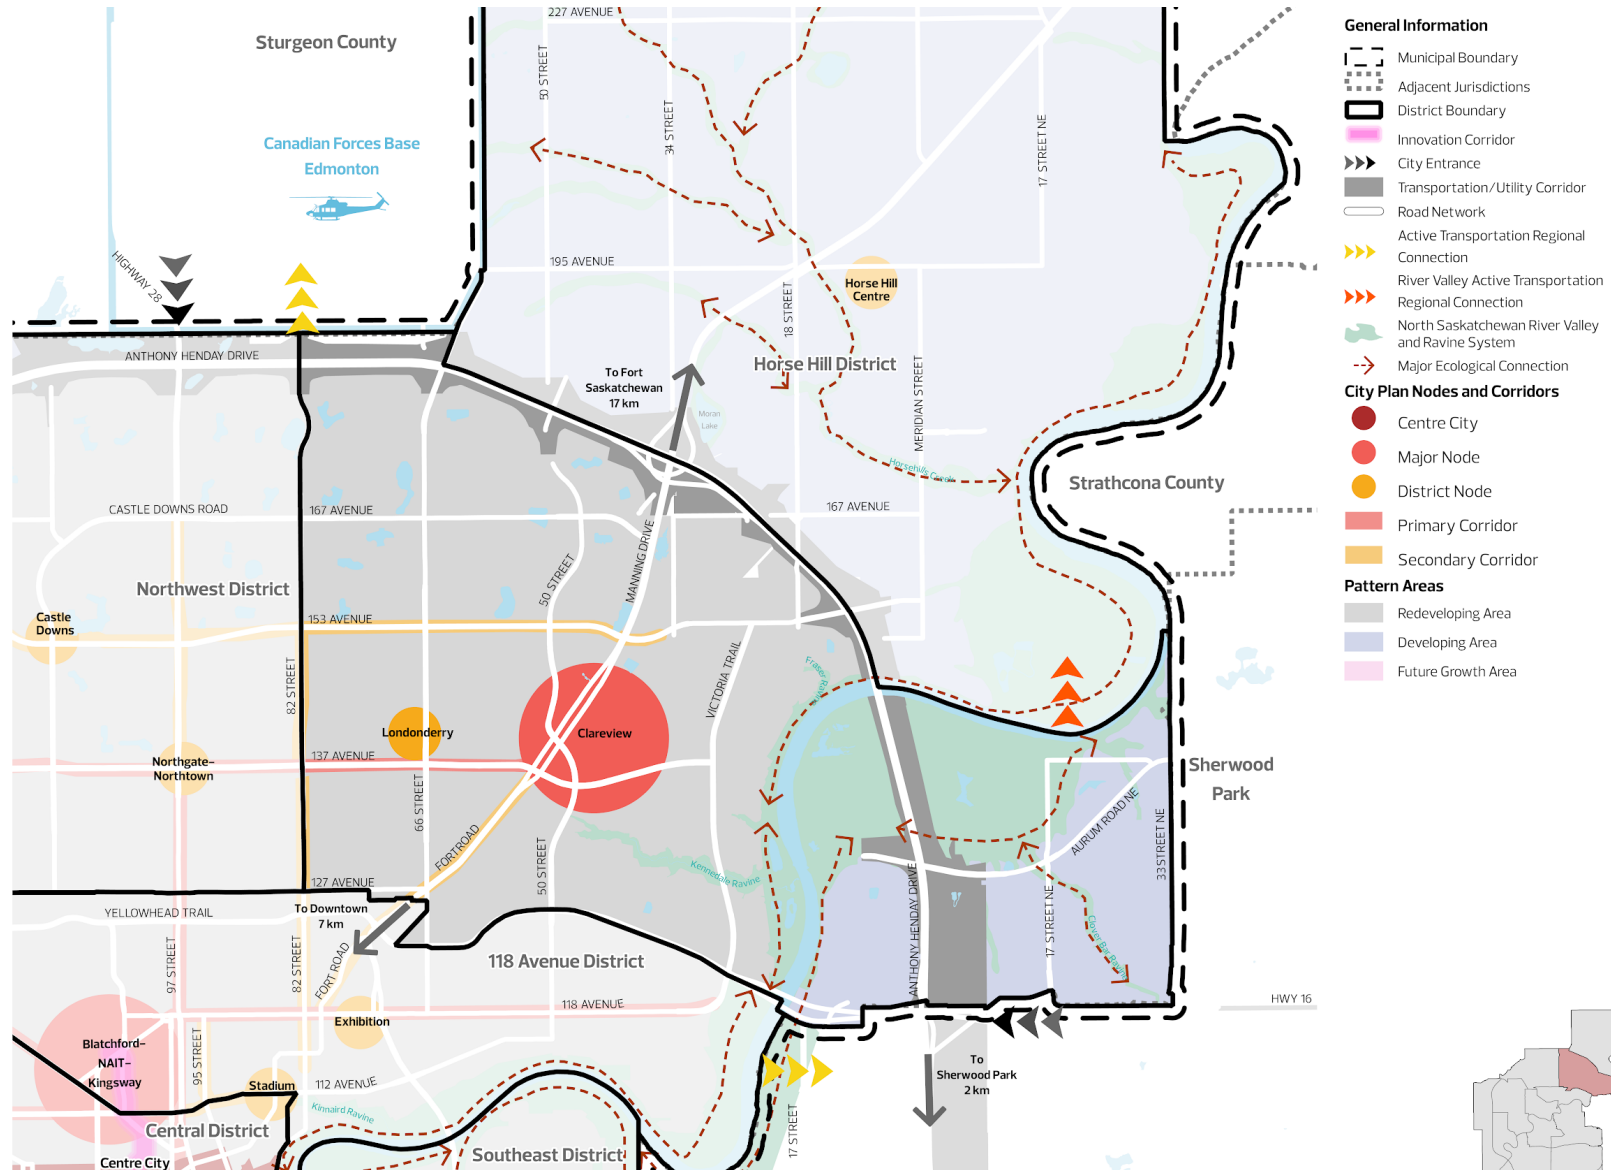 227 AVENUE
Sturgeon County
50 STREET
34 STREET
17 STREET NE
Canadian Forces Base
Edmonton
HIGHWAY 28
195 AVENUE
Horse Hill
Centre
18 STREET
ANTHONY HENDAY DRIVE
To Fort
Saskatchewan
17 km
Horse Hill District
Moran
Lake
MERIDIAN STREET
Horsehills Creek
Strathcona County
CASTLE DOWNS ROAD
167 AVENUE
167 AVENUE
MANNING DRIVE
50 STREET
Northwest District
Castle
Downs
153 AVENUE
82 STREET
VICTORIA TRAIL
Fraser Ravine
Londonderry
Clareview
Northgate–
Northtown
137 AVENUE
66 STREET
Sherwood
Park
AURUM ROAD NE
33 STREET NE
FORT ROAD
50 STREET
Kennedale Ravine
127 AVENUE
ANTHONY HENDAY DRIVE
17 STREET NE
Clover Bar Ravine
To Downtown
7 km
YELLOWHEAD TRAIL
97 STREET
82 STREET
FORT ROAD
118 Avenue District
118 AVENUE
HWY 16
Exhibition
Blatchford–
NAIT–
Kingsway
95 STREET
Stadium
112 AVENUE
Kinnaird Ravine
To
Sherwood Park
2 km
17 STREET
Central District
Centre City
Southeast District
General Information
Municipal Boundary
Adjacent Jurisdictions
District Boundary
Innovation Corridor
City Entrance
Transportation/Utility Corridor
Road Network
Active Transportation Regional
Connection
River Valley Active Transportation
Regional Connection
North Saskatchewan River Valley
and Ravine System
Major Ecological Connection
City Plan Nodes and Corridors
Centre City
Major Node
District Node
Primary Corridor
Secondary Corridor
Pattern Areas
Redeveloping Area
Developing Area
Future Growth Area